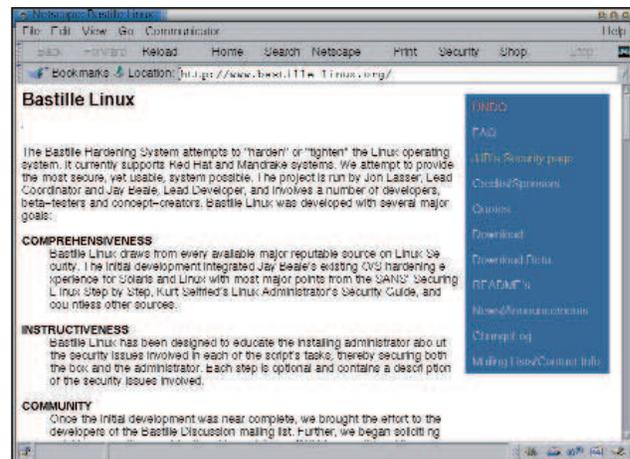 Netscape: Bastille Linux
File Edit View Go Communicator Help
Back Forward Reload Home Search Netscape Print Security Shop Stop
Bookmarks Location: http://www.bastille-linux.org/
Bastille Linux
The Bastille Hardening System attempts to "harden" or "tighten" the Linux operating
system. It currently supports Red Hat and Mandrake systems. We attempt to provide
the most secure, yet usable, system possible. The project is run by Jon Lasser, Lead
Coordinator and Jay Beale, Lead Developer, and involves a number of developers,
beta-testers and concept-creators. Bastille Linux was developed with several major
goals:
COMPREHENSIVENESS
Bastille Linux draws from every available major reputable source on Linux Se
curity. The initial development integrated Jay Beale's existing O/S hardening e
xperience for Solaris and Linux with most major points from the SANS' Securing
Linux Step by Step, Kurt Seifried's Linux Administrator's Security Guide, and
cou ntless other sources.
INSTRUCTIVENESS
Bastille Linux has been designed to educate the installing administrator abo ut
the security issues involved in each of the script's tasks, thereby securing both
the box and the administrator. Each step is optional and contains a descri ption
of the security issues involved.
COMMUNITY
Once the initial development was near complete, we brought the effort to the
developers of the Bastille Discussion mailing list. Further, we began soliciti ng
UNDO
FAQ
JJB's Security page
Credits/Sponsors
Quotes
Download
Download Beta
README's
News/Announcements
ChangeLog
Mailing Lists/Contact Info